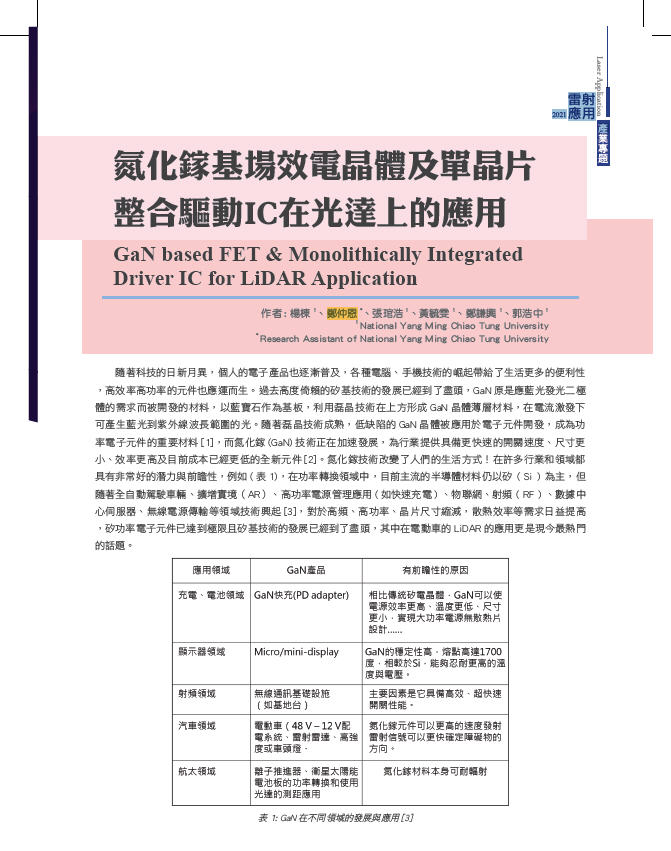 Laser Application
2021
雷射
應用
產業專題
氮化鎵基場效電晶體及單晶片
整合驅動IC在光達上的應用
GaN based FET & Monolithically Integrated
Driver IC for LiDAR Application
作者：楊棟¹、鄭仲恩*、張琯浩¹、黃毓雯¹、鄭謙興¹、郭浩中¹
¹National Yang Ming Chiao Tung University
*Research Assistant of National Yang Ming Chiao Tung University
隨著科技的日新月異，個人的電子產品也逐漸普及，各種電腦、手機技術的崛起帶給了生活更多的便利性
，高效率高功率的元件也應運而生。過去高度倚賴的矽基技術的發展已經到了盡頭，GaN 原是應藍光發光二極
體的需求而被開發的材料，以藍寶石作為基板，利用磊晶技術在上方形成 GaN 晶體薄層材料，在電流激發下
可產生藍光到紫外線波長範圍的光。隨著磊晶技術成熟，低缺陷的 GaN 晶體被應用於電子元件開發，成為功
率電子元件的重要材料 [1]，而氮化鎵 (GaN) 技術正在加速發展，為行業提供具備更快速的開關速度、尺寸更
小、效率更高及目前成本已經更低的全新元件 [2]。氮化鎵技術改變了人們的生活方式！在許多行業和領域都
具有非常好的潛力與前瞻性，例如（表 1)，在功率轉換領域中，目前主流的半導體材料仍以矽（ Si ）為主，但
隨著全自動駕駛車輛、擴增實境（AR）、高功率電源管理應用（如快速充電）、物聯網、射頻（RF）、數據中
心伺服器、無線電源傳輸等領域技術興起 [3]，對於高頻、高功率、晶片尺寸縮減，散熱效率等需求日益提高
，矽功率電子元件已達到極限且矽基技術的發展已經到了盡頭，其中在電動車的 LiDAR 的應用更是現今最熱門
的話題。
應用領域 GaN產品 有前瞻性的原因
充電、電池領域 GaN快充(PD adapter) 相比傳統矽電晶體，GaN可以使
電源效率更高、溫度更低、尺寸
更小，實現大功率電源無散熱片
設計......
顯示器領域 Micro/mini-display GaN的穩定性高，熔點高達1700
度，相較於Si，能夠忍耐更高的溫
度與電壓。
射頻領域 無線通訊基礎設施 主要因素是它具備高效、超快速
（如基地台） 開關性能。
汽車領域 電動車（48 V – 12 V配 氮化鎵元件可以更高的速度發射
電系統、雷射雷達、高強 雷射信號可以更快確定障礙物的
度或車頭燈， 方向。
航太領域 離子推進器、衛星太陽能 氮化鎵材料本身可耐輻射
電池板的功率轉換和使用
光達的測距應用
表 1: GaN 在不同領域的發展與應用 [3]